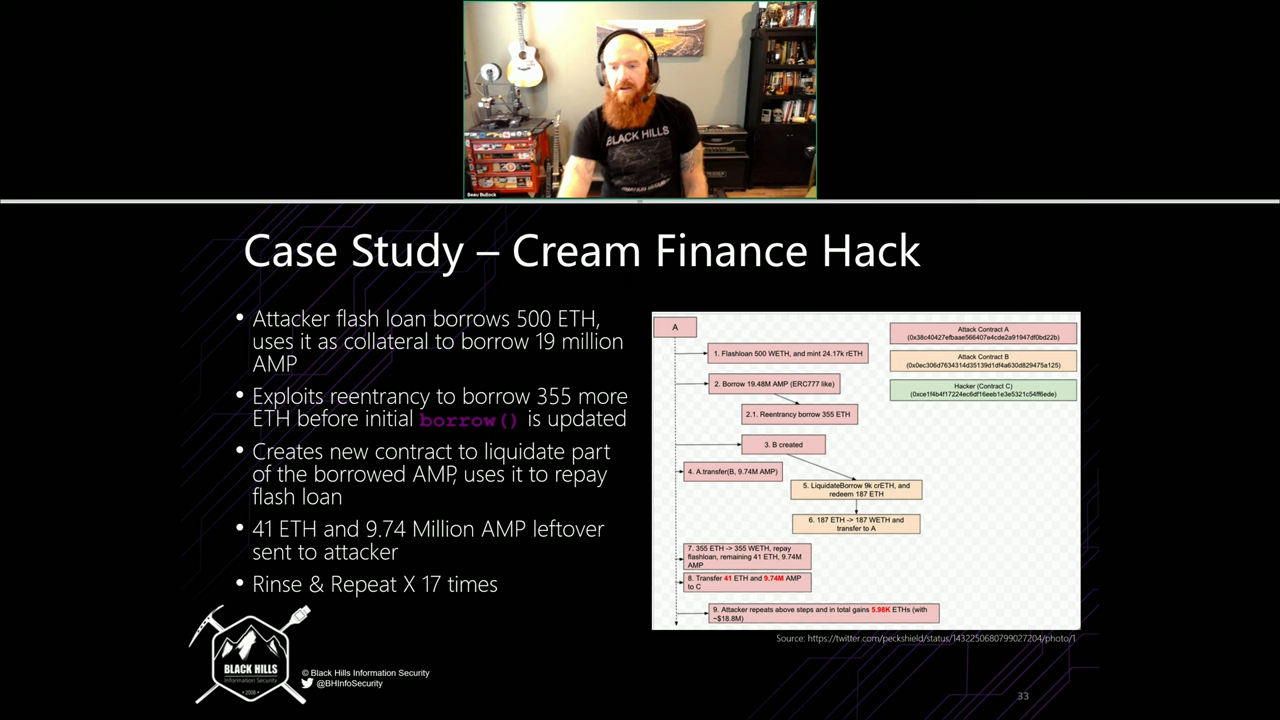 BLACK HILLS
Beau Bullock
Case Study – Cream Finance Hack
• Attacker flash loan borrows 500 ETH,
uses it as collateral to borrow 19 million
AMP
• Exploits reentrancy to borrow 355 more
ETH before initial borrow() is updated
• Creates new contract to liquidate part
of the borrowed AMP, uses it to repay
flash loan
• 41 ETH and 9.74 Million AMP leftover
sent to attacker
• Rinse & Repeat X 17 times
A
1. Flashloan 500 WETH, and mint 24.17k rETH
2. Borrow 19.48M AMP (ERC777 like)
2.1. Reentrancy borrow 355 ETH
3. B created
4. A.transfer(B, 9.74M AMP)
5. LiquidateBorrow 9k crETH, and
redeem 187 ETH
6. 187 ETH -> 187 WETH and
transfer to A
7. 355 ETH -> 355 WETH, repay
flashloan, remaining 41 ETH, 9.74M
AMP
8. Transfer 41 ETH and 9.74M AMP
to C
9. Attacker repeats above steps and in total gains 5.98K ETHs (with
~$18.8M)
Attack Contract A
(0x38c40427efbaae566407e4cde2a91947df0bd22b)
Attack Contract B
(0x0ec306d7634314d35139d1df4a630d829475a125)
Hacker (Contract C)
(0xce1f4b4f17224ec6df16eeb1e3e5321c54ff6ede)
Source: https://twitter.com/peckshield/status/1432250680799027204/photo/1
BLACK HILLS
Information Security
• 2008 •
© Black Hills Information Security
@BHInfoSecurity
33